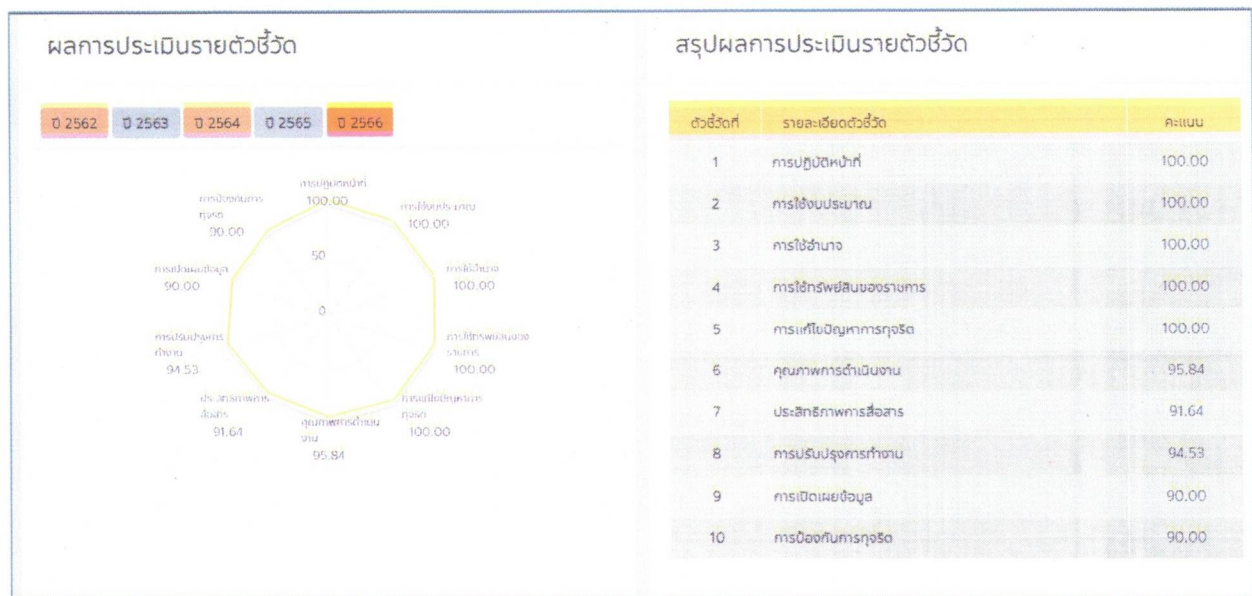 ผลการประเมินรายตัวชี้วัด
ปี 2562 ปี 2563 ปี 2564 ปี 2565 ปี 2566
การปฏิบัติหน้าที่
100.00
การใช้งบประมาณ
100.00
การใช้อำนาจ
100.00
การใช้ทรัพย์สินของ
ราชการ
100.00
การแก้ไขปัญหาการ
ทุจริต
100.00
คุณภาพการดำเนิน
งาน
95.84
ประสิทธิภาพการ
สื่อสาร
91.64
การปรับปรุงการ
ทำงาน
94.53
การเปิดเผยข้อมูล
90.00
การป้องกันการ
ทุจริต
90.00
50
0
สรุปผลการประเมินรายตัวชี้วัด
ตัวชี้วัดที่ รายละเอียดตัวชี้วัด คะแนน
1 การปฏิบัติหน้าที่ 100.00
2 การใช้งบประมาณ 100.00
3 การใช้อำนาจ 100.00
4 การใช้ทรัพย์สินของราชการ 100.00
5 การแก้ไขปัญหาการทุจริต 100.00
6 คุณภาพการดำเนินงาน 95.84
7 ประสิทธิภาพการสื่อสาร 91.64
8 การปรับปรุงการทำงาน 94.53
9 การเปิดเผยข้อมูล 90.00
10 การป้องกันการทุจริต 90.00